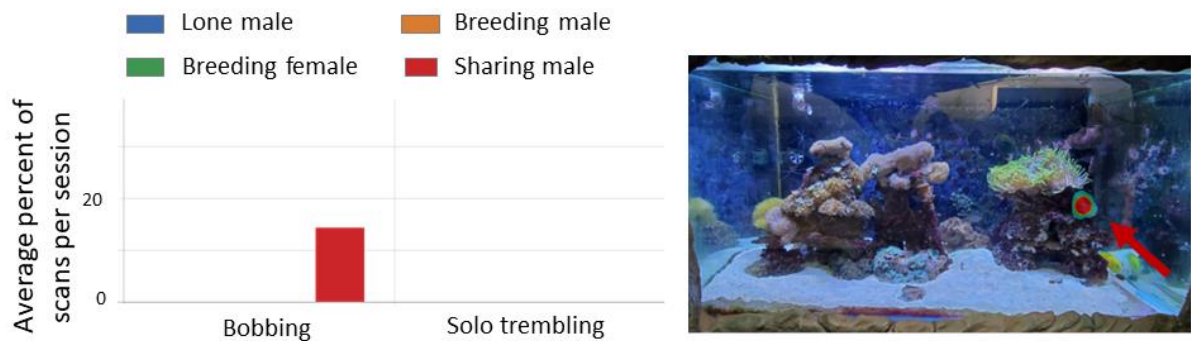 Lone male
Breeding male
Breeding female
Sharing male
Average percent of
scans per session
20
0
Bobbing
Solo trembling